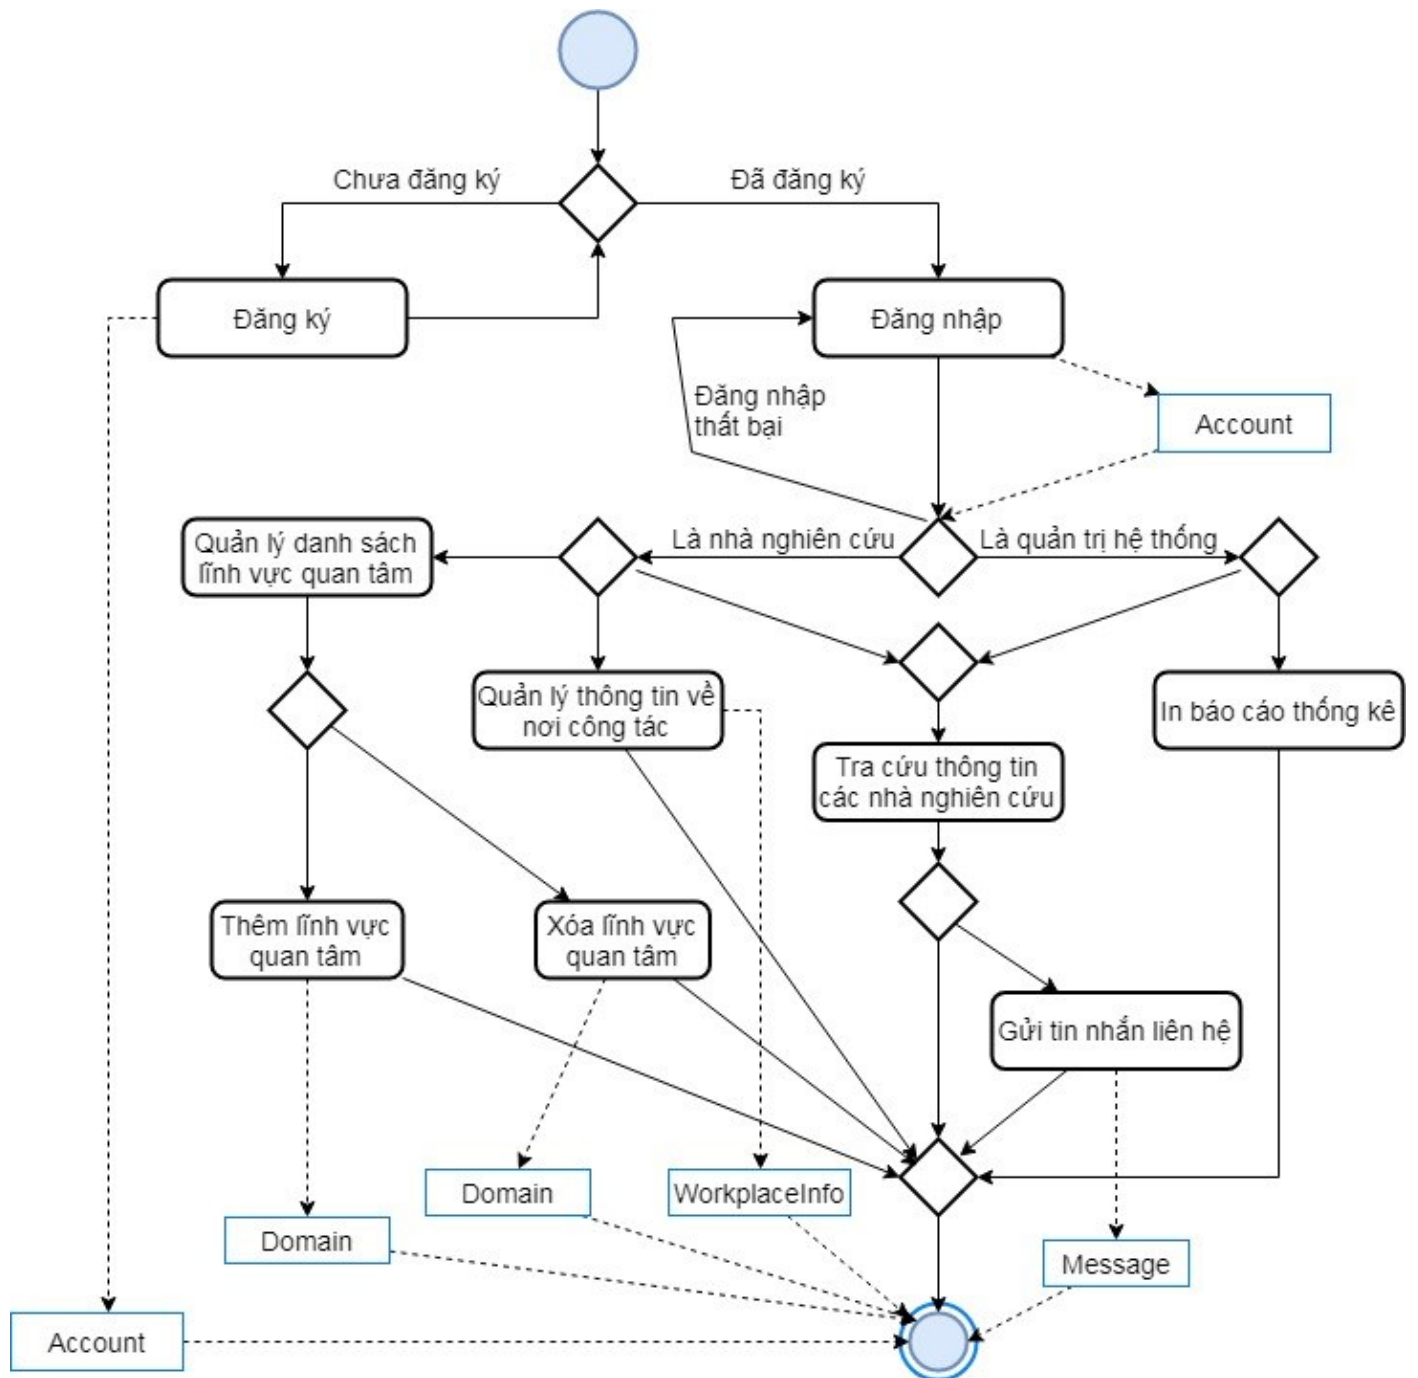 Chưa đăng ký
Đã đăng ký
Đăng ký
Đăng nhập
Đăng nhập
thất bại
Account
Quản lý danh sách
lĩnh vực quan tâm
Là nhà nghiên cứu
Là quản trị hệ thống
Quản lý thông tin về
nơi công tác
In báo cáo thống kê
Tra cứu thông tin
các nhà nghiên cứu
Thêm lĩnh vực
quan tâm
Xóa lĩnh vực
quan tâm
Gửi tin nhắn liên hệ
Domain
WorkplaceInfo
Domain
Message
Account